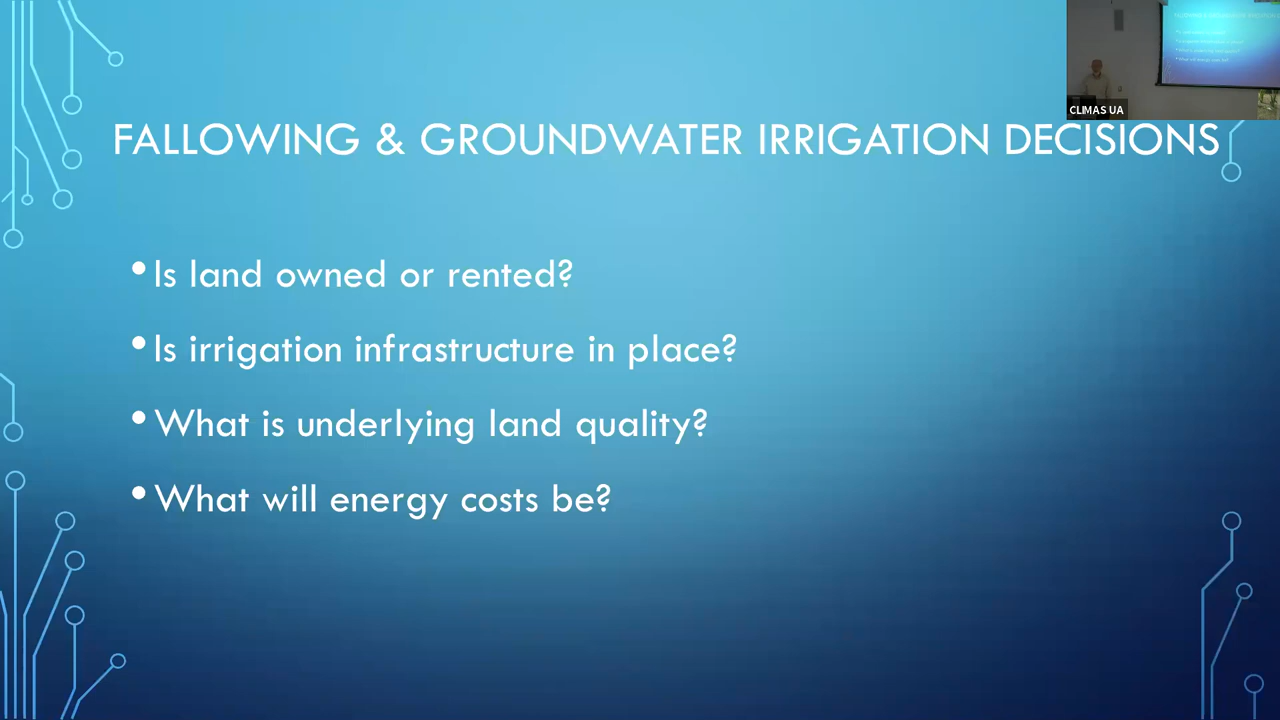 CLIMAS UA
FALLOWING & GROUNDWATER IRRIGATION DECISIONS
• Is land owned or rented?
• Is irrigation infrastructure in place?
• What is underlying land quality?
• What will energy costs be?